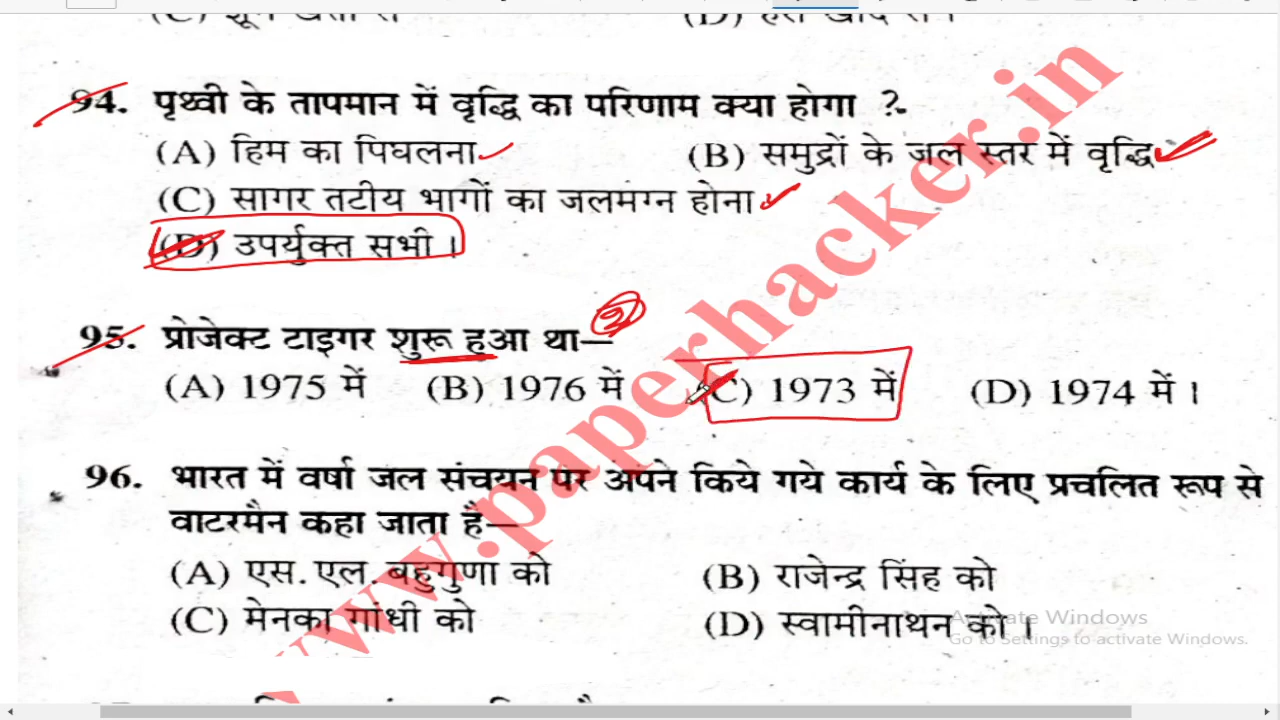 94. पृथ्वी के तापमान में वृद्धि का परिणाम क्या होगा ?
(A) हिम का पिघलना
(B) समुद्रों के जल स्तर में वृद्धि
(C) सागर तटीय भागों का जलमग्न होना
(D) उपर्युक्त सभी ।
95. प्रोजेक्ट टाइगर शुरू हुआ था—
(A) 1975 में (B) 1976 में (C) 1973 में (D) 1974 में ।
96. भारत में वर्षा जल संचयन पर अपने किये गये कार्य के लिए प्रचलित रूप से
वाटरमैन कहा जाता है—
(A) एस. एल. बहुगुणा को (B) राजेन्द्र सिंह को
(C) मेनका गांधी को (D) स्वामीनाथन को ।
Activate Windows
Go to Settings to activate Windows.
www.paperhacker.in